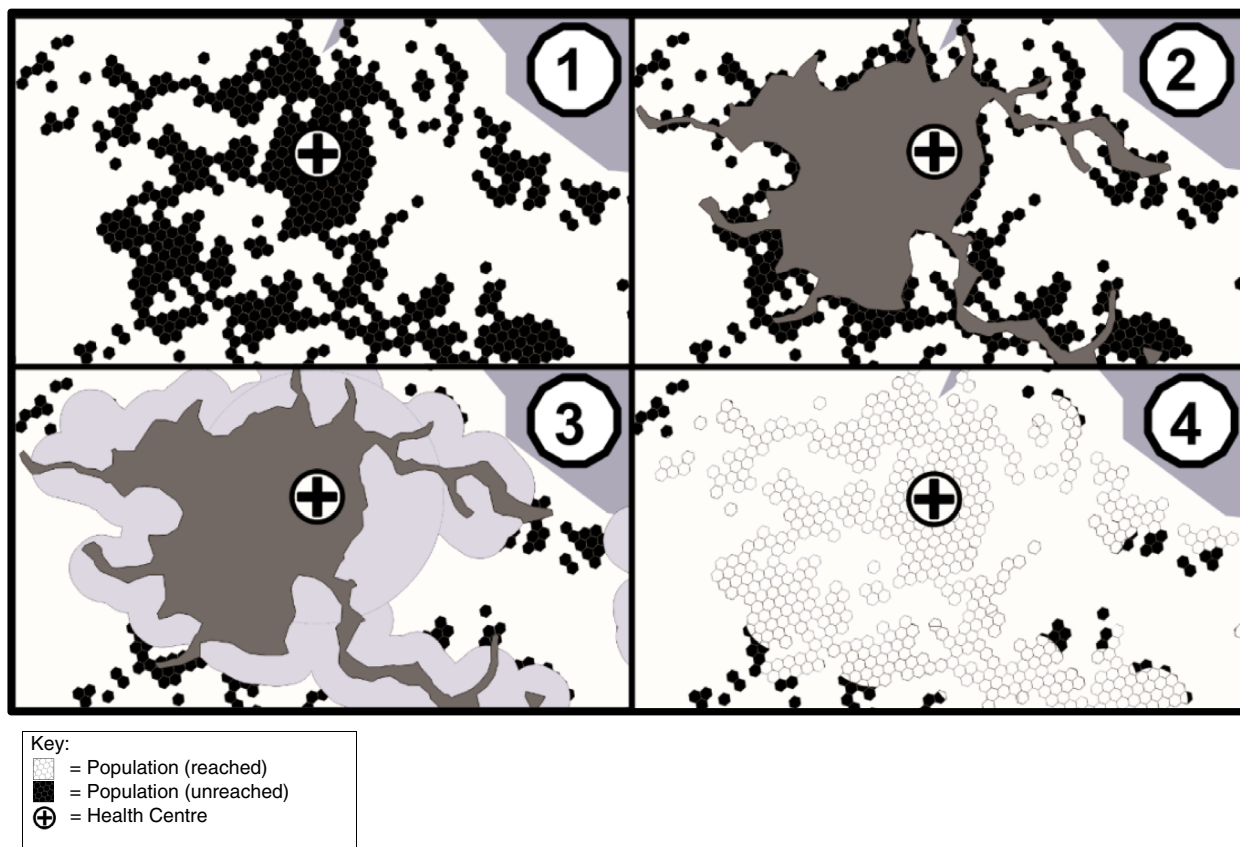 1
2
3
4
Key:
= Population (reached)
= Population (unreached)
= Health Centre